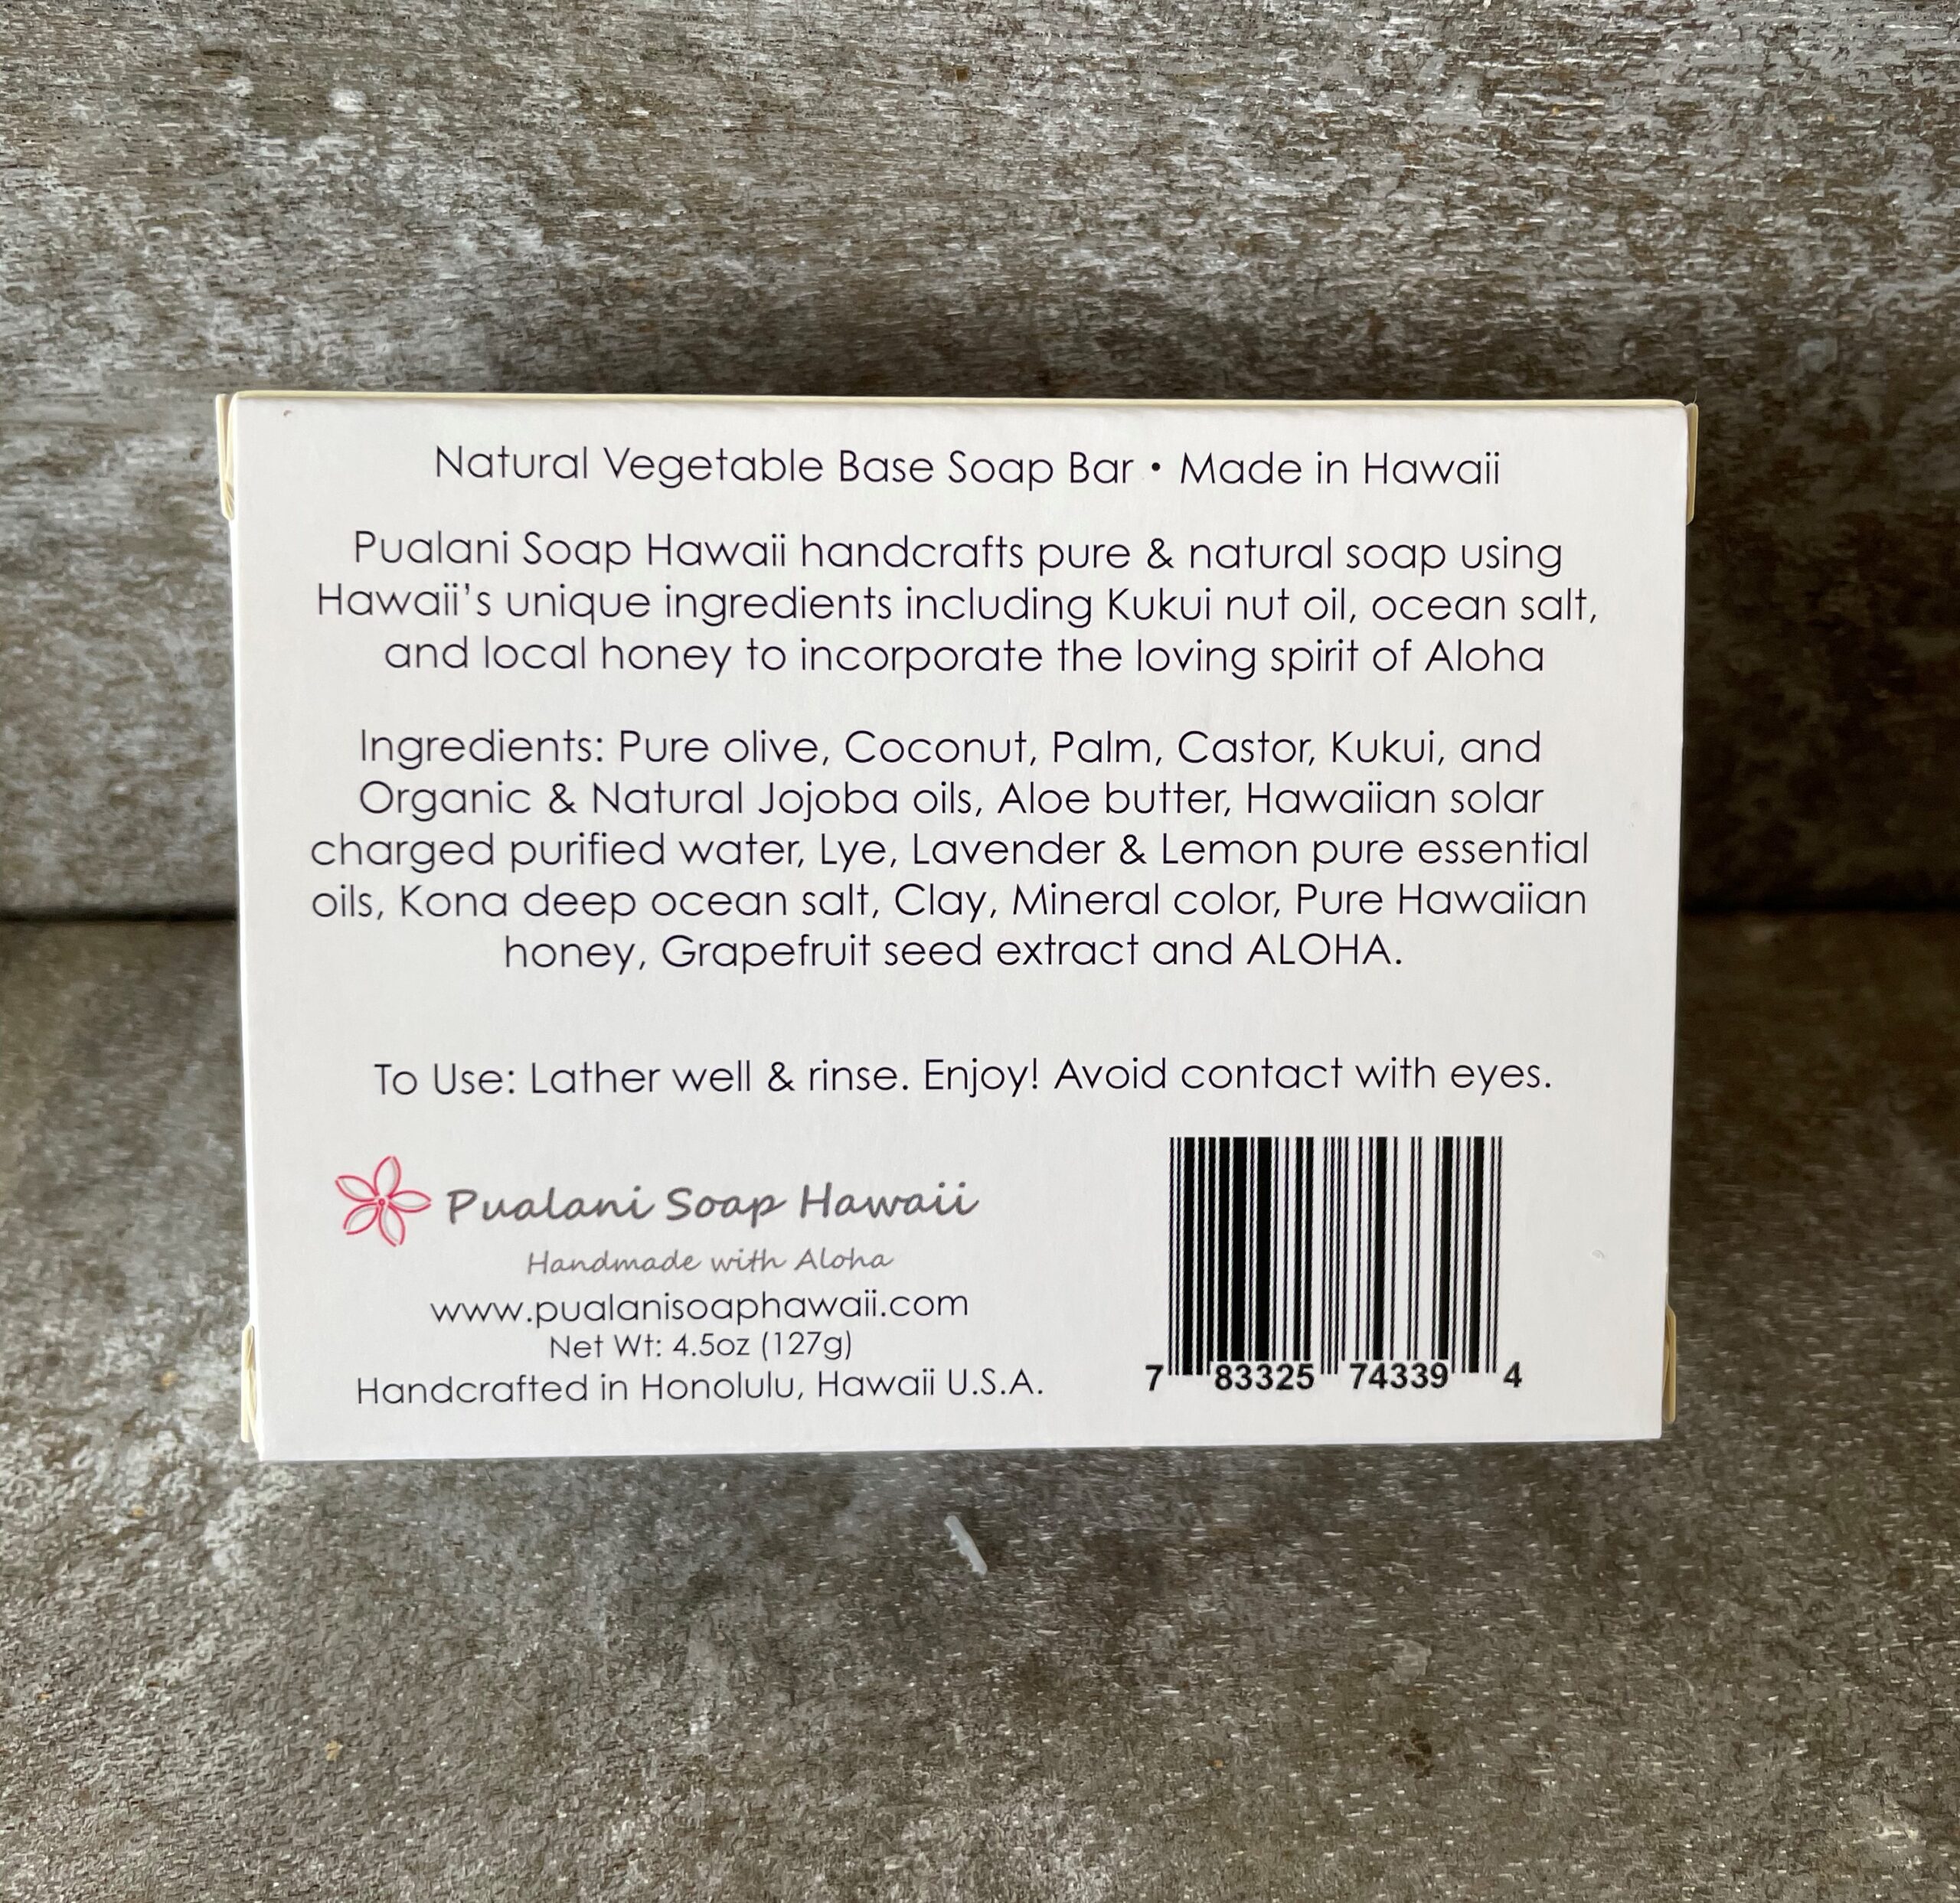 Natural Vegetable Base Soap Bar • Made in Hawaii
Pualani Soap Hawaii handcrafts pure & natural soap using
Hawaii's unique ingredients including Kukui nut oil, ocean salt,
and local honey to incorporate the loving spirit of Aloha
Ingredients: Pure olive, Coconut, Palm, Castor, Kukui, and
Organic & Natural Jojoba oils, Aloe butter, Hawaiian solar
charged purified water, Lye, Lavender & Lemon pure essential
oils, Kona deep ocean salt, Clay, Mineral color, Pure Hawaiian
honey, Grapefruit seed extract and ALOHA.
To Use: Lather well & rinse. Enjoy! Avoid contact with eyes.
Pualani Soap Hawaii
Handmade with Aloha
www.pualanisoaphawaii.com
Net Wt: 4.5oz (127g)
Handcrafted in Honolulu, Hawaii U.S.A.
7 83325 74339 4